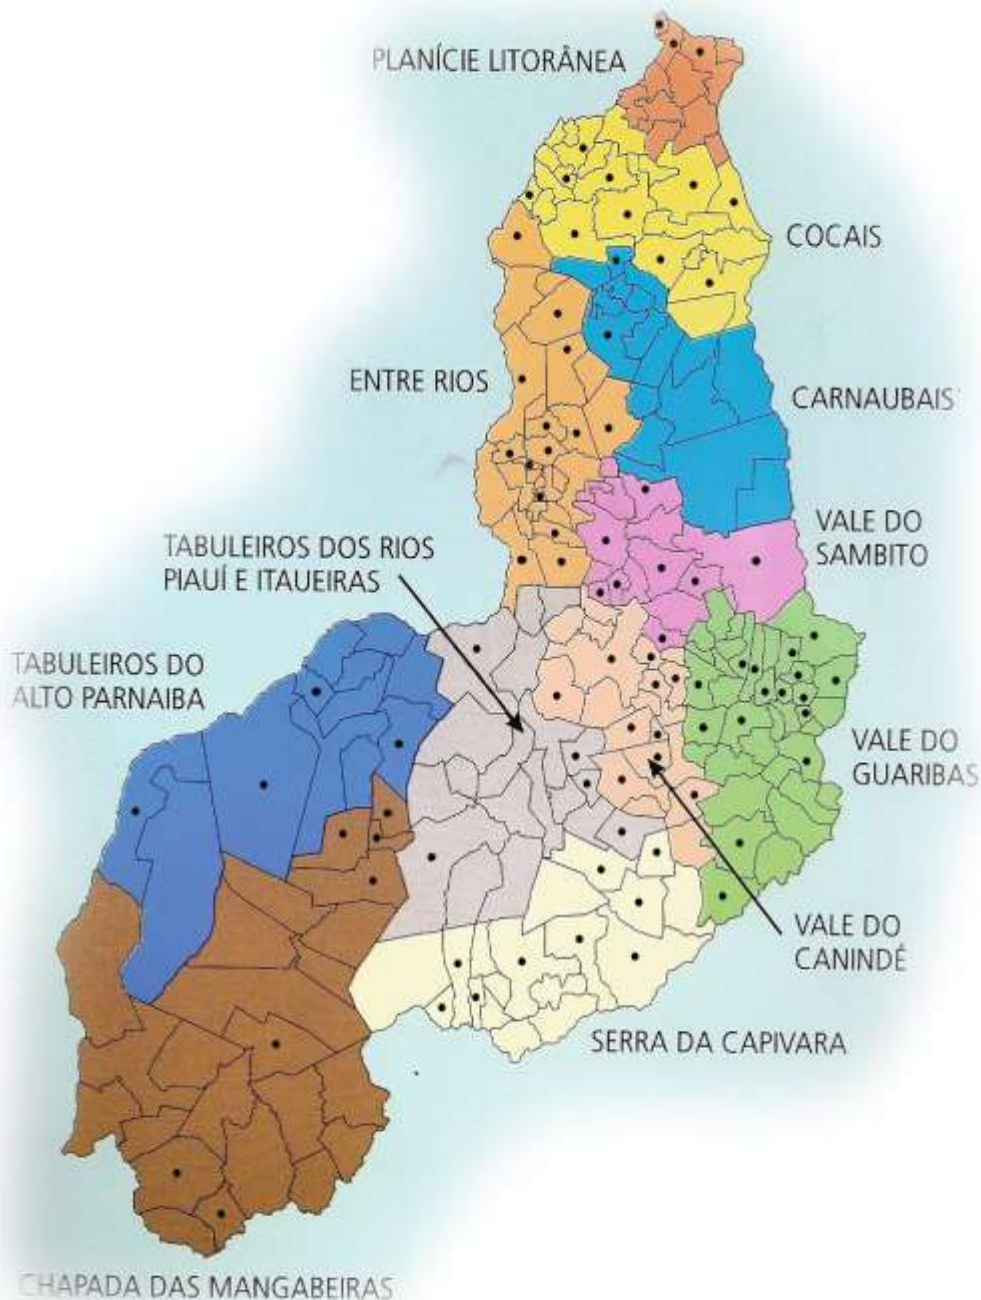 PLANÍCIE LITORÂNEA
COCAIS
ENTRE RIOS
CARNAUBAIS
VALE DO
SAMBITO
TABULEIROS DOS RIOS
PIAUÍ E ITAUEIRAS
TABULEIROS DO
ALTO PARNAIBA
VALE DO
GUARIBAS
VALE DO
CANINDÉ
SERRA DA CAPIVARA
CHAPADA DAS MANGABEIRAS